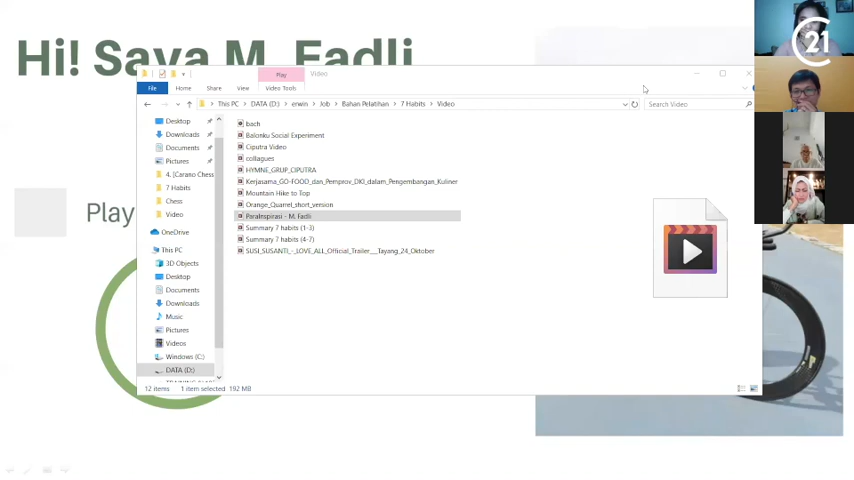 Hi! Saya M. Fadli
21
Play
Video
File
Home
Share
View
Video Tools
This PC
DATA (D:)
erwin
Job
Bahan Pelatihan
7 Habits
Video
Search Video
Desktop
Downloads
Documents
Pictures
4. [Carano Chess
7 Habits
Chess
Video
OneDrive
This PC
3D Objects
Desktop
Documents
Downloads
Music
Pictures
Videos
Windows (C:)
DATA (D:)
bach
Balonku Social Experiment
Ciputra Video
collagues
HYMNE_GRUP_CIPUTRA
Kerjasama_GO-FOOD_dan_Pemprov_DKI_dalam_Pengembangan_Kuliner
Mountain Hike to Top
Orange_Quarrel_short_version
ParaInspirasi - M. Fadli
Summary 7 habits (1-3)
Summary 7 habits (4-7)
SUSI_SUSANTI_-_LOVE_ALL_Official_Trailer__Tayang_24_Oktober
Play
12 items 1 item selected 192 MB